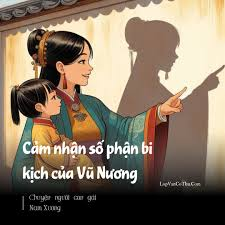 Cảm nhận số phận bi
kịch của Vũ Nương
LopVanCoThu.Com
Chuyện người con gái
Nam Xương